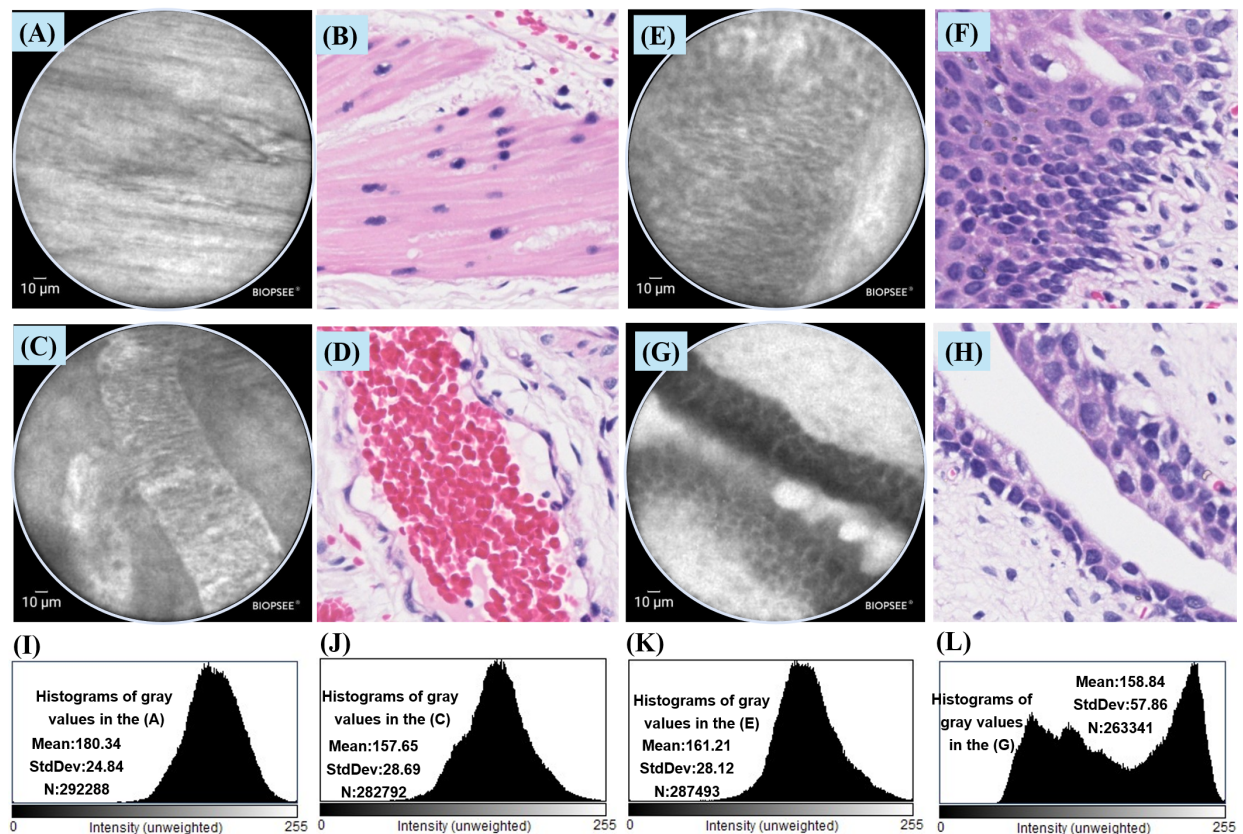 (A)
(B)
(E)
(F)
10 µm
BIOPSEE®
10 µm
BIOPSEE®
(C)
(D)
(G)
(H)
10 µm
BIOPSEE®
10 µm
BIOPSEE®
(I)
(J)
(K)
(L)
Histograms of gray
values in the (A)
Mean:180.34
StdDev:24.84
N:292288
0
Intensity (unweighted)
255
Histograms of gray
values in the (C)
Mean:157.65
StdDev:28.69
N:282792
0
Intensity (unweighted)
255
Histograms of gray
values in the (E)
Mean:161.21
StdDev:28.12
N:287493
0
Intensity (unweighted)
255
Histograms of
gray values
in the (G)
Mean:158.84
StdDev:57.86
N:263341
0
Intensity (unweighted)
255